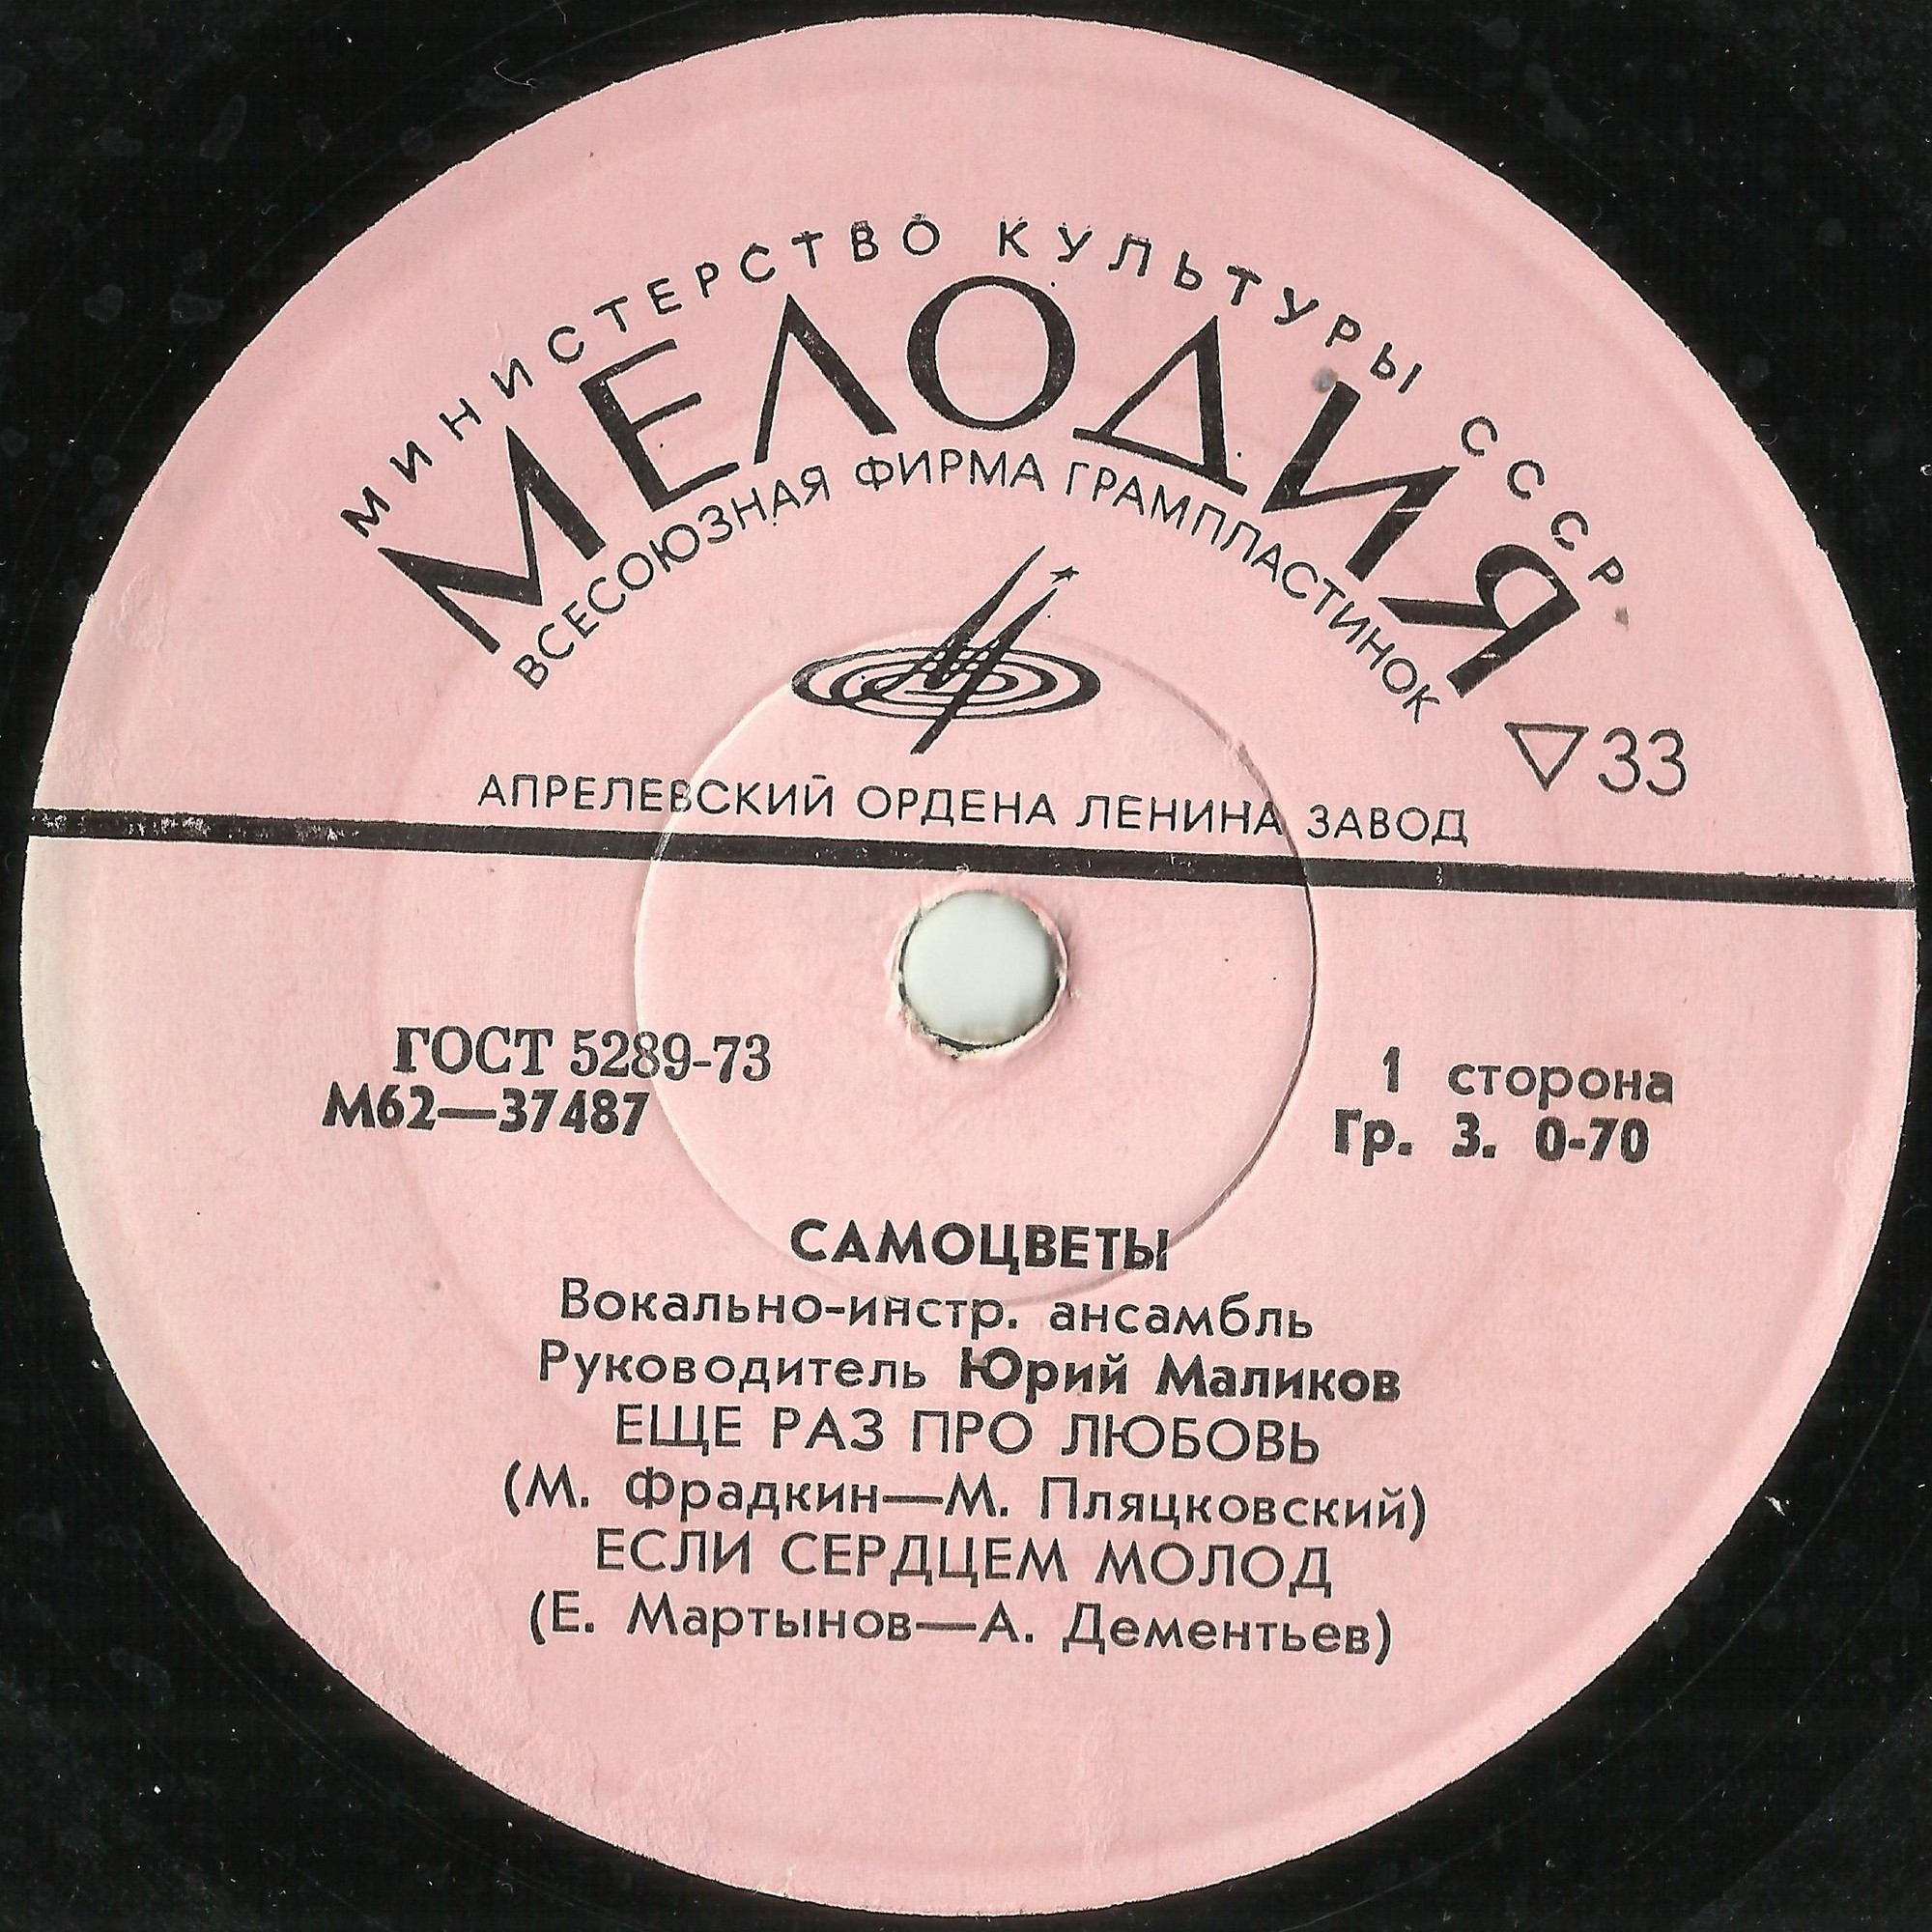 МИНИСТЕРСТВО КУЛЬТУРЫ СССР
МЕЛОДИЯ
ВСЕСОЮЗНАЯ ФИРМА ГРАМПЛАСТИНОК
33
АПРЕЛЕВСКИЙ ОРДЕНА ЛЕНИНА ЗАВОД
ГОСТ 5289-73
М62—37487
1 сторона
Гр. 3. 0-70
САМОЦВЕТЫ
Вокально-инстр. ансамбль
Руководитель Юрий Маликов
ЕЩЕ РАЗ ПРО ЛЮБОВЬ
(М. Фрадкин—М. Пляцковский)
ЕСЛИ СЕРДЦЕМ МОЛОД
(Е. Мартынов—А. Дементьев)